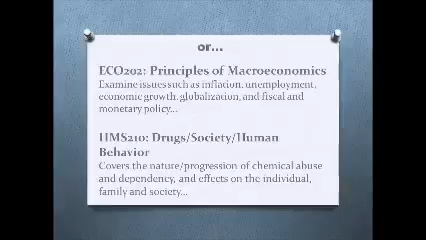 or...
ECO202: Principles of Macroeconomics
Examine issues such as inflation, unemployment,
economic growth, globalization, and fiscal and
monetary policy...
HMS210: Drugs/Society/Human
Behavior
Covers the nature/progression of chemical abuse
and dependency, and effects on the individual,
family and society...